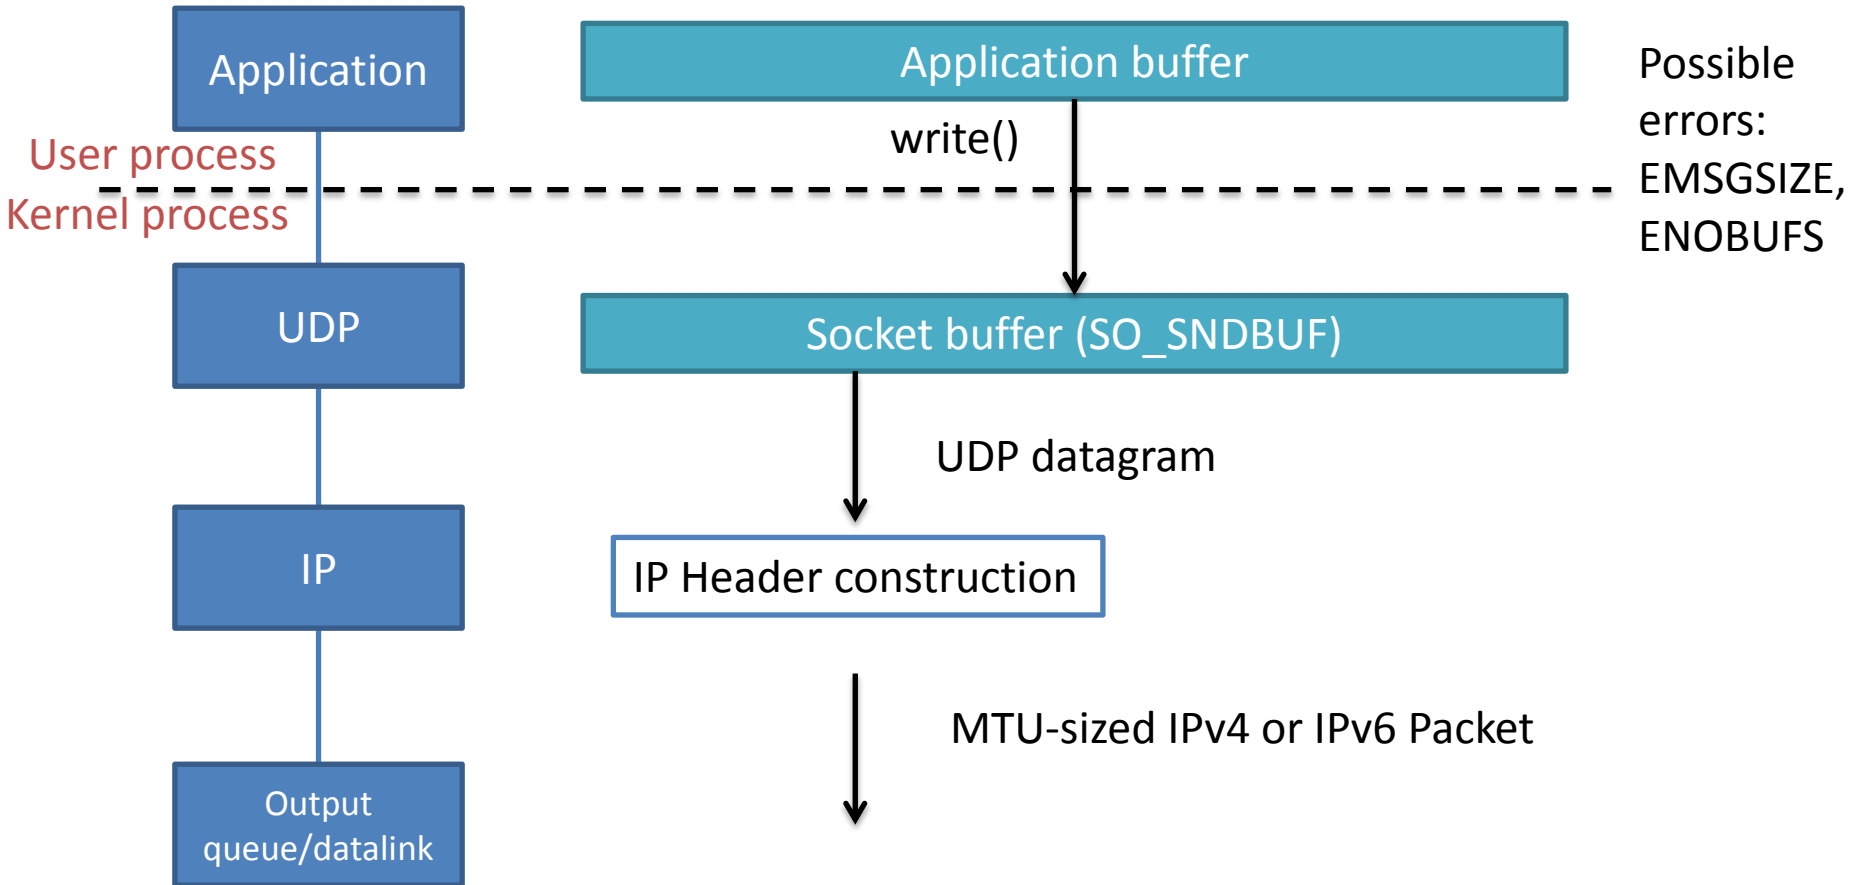 Application
Application buffer
Possible
errors:
EMSGSIZE,
ENOBUFS
write()
User process
Kernel process
UDP
Socket buffer (SO_SNDBUF)
UDP datagram
IP
IP Header construction
MTU-sized IPv4 or IPv6 Packet
Output
queue/datalink